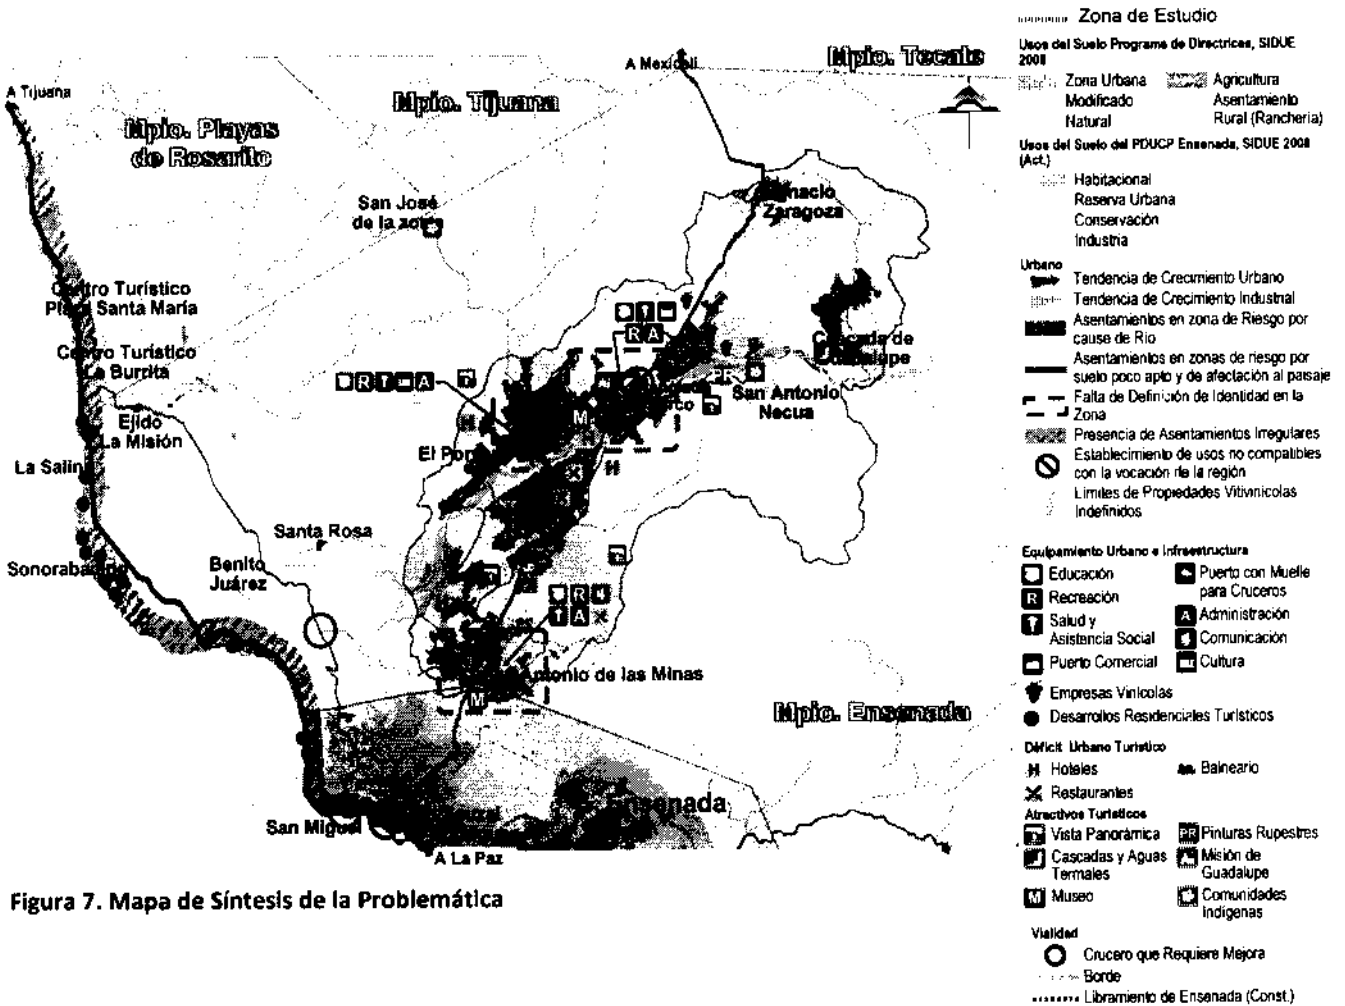 Zona de Estudio
Usos del Suelo Programa de Directrices, SIDUE
2008
Zona Urbana
Modificado
Natural
Agricultura
Asentamiento
Rural (Ranchería)
Usos del Suelo del PDUCP Ensenada, SIDUE 2008
(Act.)
Habitacional
Reserva Urbana
Conservación
Industria
Urbano
Tendencia de Crecimiento Urbano
Tendencia de Crecimiento Industrial
Asentamientos en zona de Riesgo por
cause de Rio
Asentamientos en zonas de riesgo por
suelo poco apto y de afectación al paisaje
Falta de Definición de Identidad en la
Zona
Presencia de Asentamientos Irregulares
Establecimiento de usos no compatibles
con la vocación de la región
Límites de Propiedades Vitivinícolas
Indefinidos
Equipamiento Urbano e Infraestructura
Educación
R Recreación
Salud y
Asistencia Social
Puerto Comercial
Puerto con Muelle
para Cruceros
A Administración
Comunicación
Cultura
Empresas Vinícolas
Desarrollos Residenciales Turísticos
Déficit Urbano Turístico
H Hoteles
Balneario
Restaurantes
Atractivos Turísticos
Vista Panorámica
Cascadas y Aguas
Termales
M Museo
PR Pinturas Rupestres
Misión de
Guadalupe
Comunidades
Indígenas
Vialidad
Crucero que Requiere Mejora
Borde
Libramiento de Ensenada (Const.)
A Tijuana
A Mexicali
Mpio. Tecate
Mpio. Tijuana
Mpio. Playas
de Rosarito
San José
de la
Zaragoza
Turístico
Santa María
Turístico
La Burrita
R A
R A
PR
San Antonio
Necua
M
H
H
Ejido
La Misión
El
La
Santa Rosa
Benito
Juárez
R
A
Antonio de las Minas
M
Mpio. Ensenada
Ensenada
San Miguel
A La Paz
Figura 7. Mapa de Síntesis de la Problemática